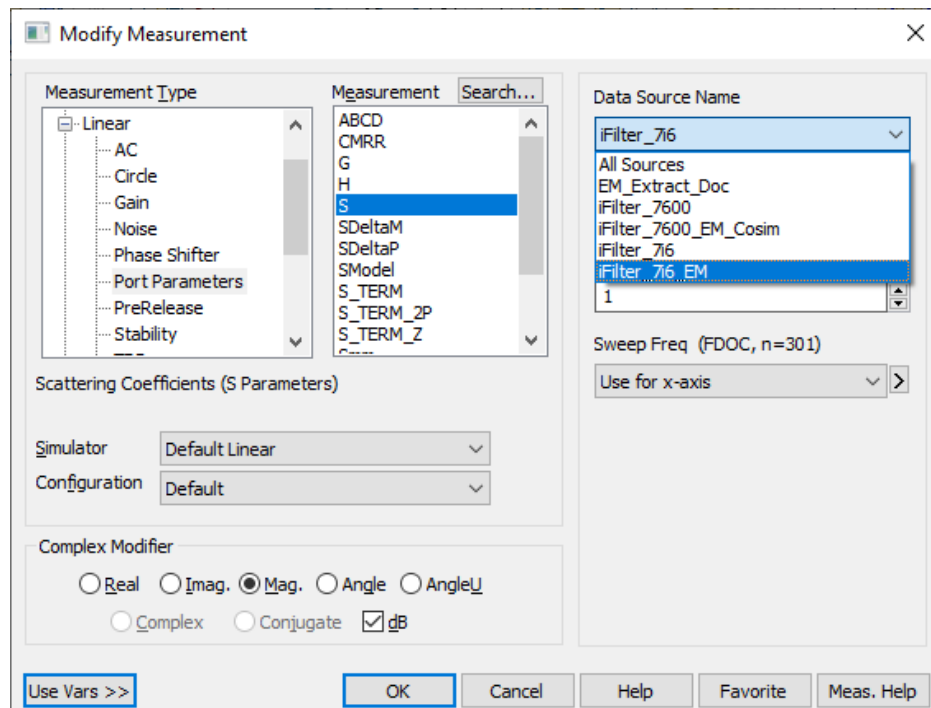 Modify Measurement
Measurement Type
Linear
AC
Circle
Gain
Noise
Phase Shifter
Port Parameters
PreRelease
Stability
Measurement
Search...
ABCD
CMRR
G
H
S
SDeltaM
SDeltaP
SModel
S_TERM
S_TERM_2P
S_TERM_Z
Scattering Coefficients (S Parameters)
Simulator
Default Linear
Configuration
Default
Complex Modifier
Real Imag. Mag. Angle AngleU
Complex Conjugate dB
Data Source Name
iFilter_7i6
All Sources
EM_Extract_Doc
iFilter_7600
iFilter_7600_EM_Cosim
iFilter_7i6
iFilter_7i6_EM
1
Sweep Freq (FDOC, n=301)
Use for x-axis
>
Use Vars >>
OK
Cancel
Help
Favorite
Meas. Help